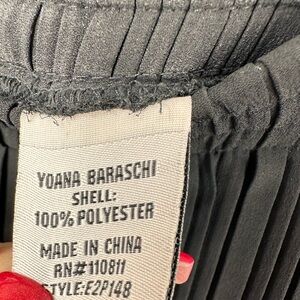 YOANA BARASCHI
SHELL:
100% POLYESTER
MADE IN CHINA
RN#110811
STYLE:E2P148